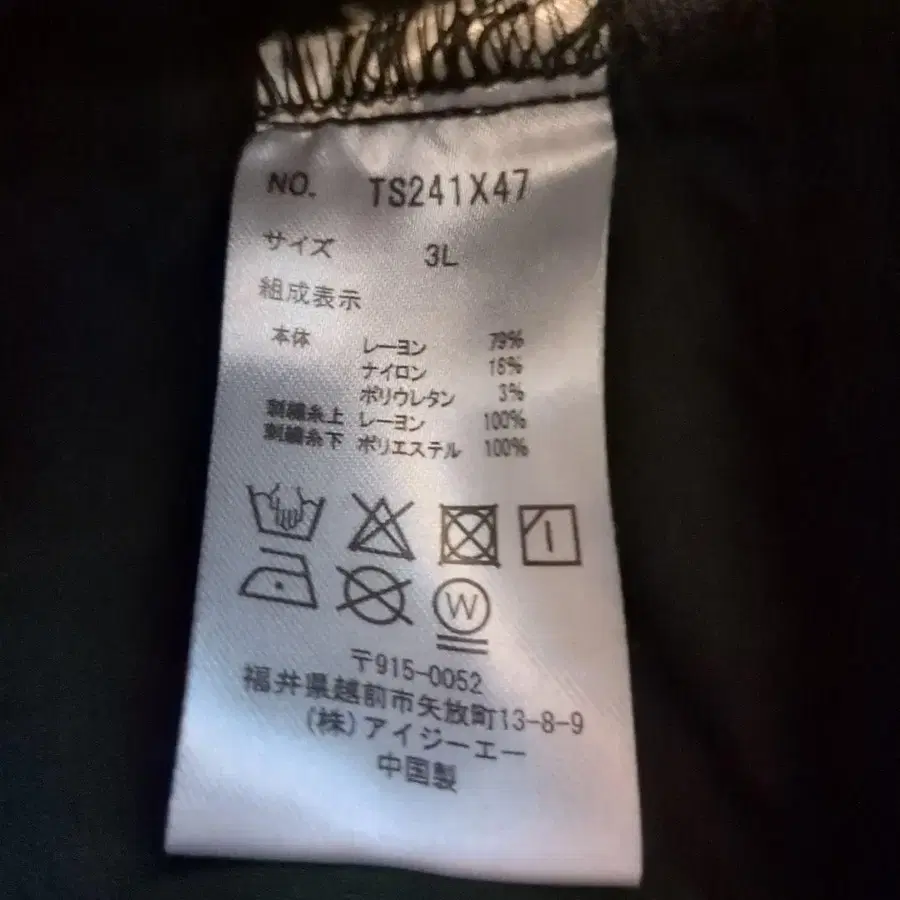 NO. TS241X47
サイズ 3L
組成表示
本体 レーヨン 79%
ナイロン 18%
ポリウレタン 3%
刺繍糸上 レーヨン 100%
刺繍糸下 ポリエステル 100%
W
〒915-0052
福井県越前市矢放町13-8-9
(株)アイジーエー
中国製